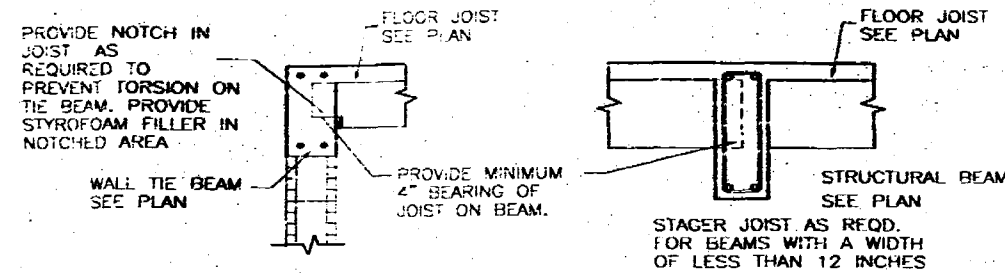 PROVIDE NOTCH IN
JOIST AS
REQUIRED TO
PREVENT TORSION ON
TIE BEAM. PROVIDE
STYROFOAM FILLER IN
NOTCHED AREA
FLOOR JOIST
SEE PLAN
WALL TIE BEAM
SEE PLAN
PROVIDE MINIMUM
4" BEARING OF
JOIST ON BEAM.
FLOOR JOIST
SEE PLAN
STRUCTURAL BEAM
SEE PLAN
STAGER JOIST AS REQD.
FOR BEAMS WITH A WIDTH
OF LESS THAN 12 INCHES